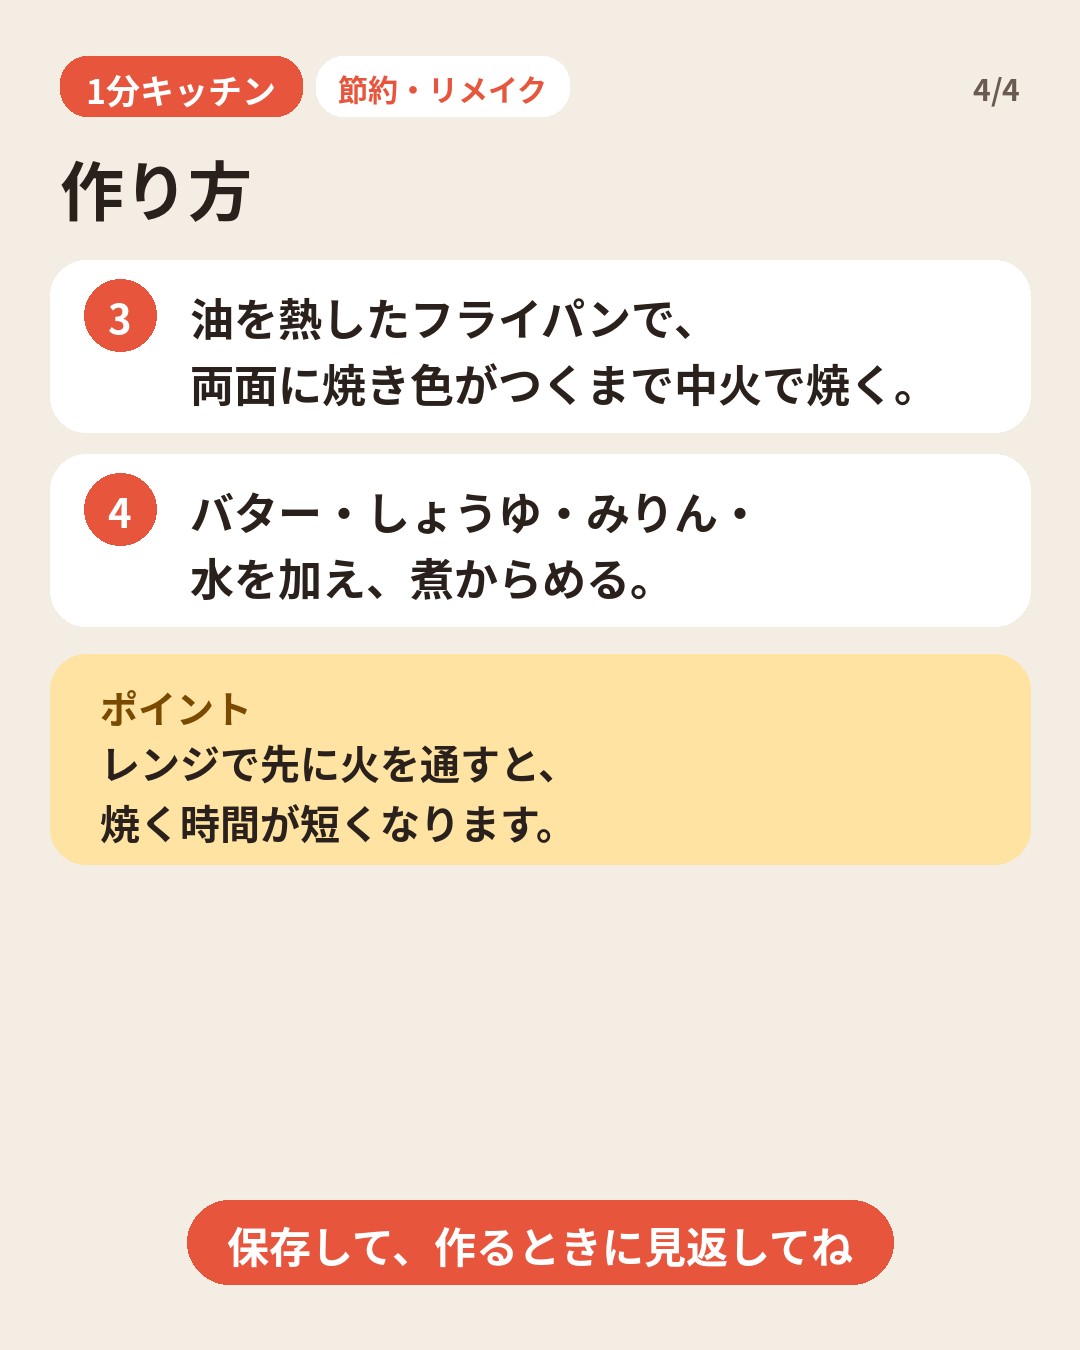 1分キッチン
節約・リメイク
4/4
作り方
3
油を熱したフライパンで、
両面に焼き色がつくまで中火で焼く。
4
バター・しょうゆ・みりん・
水を加え、煮からめる。
ポイント
レンジで先に火を通すと、
焼く時間が短くなります。
保存して、作るときに見返してね